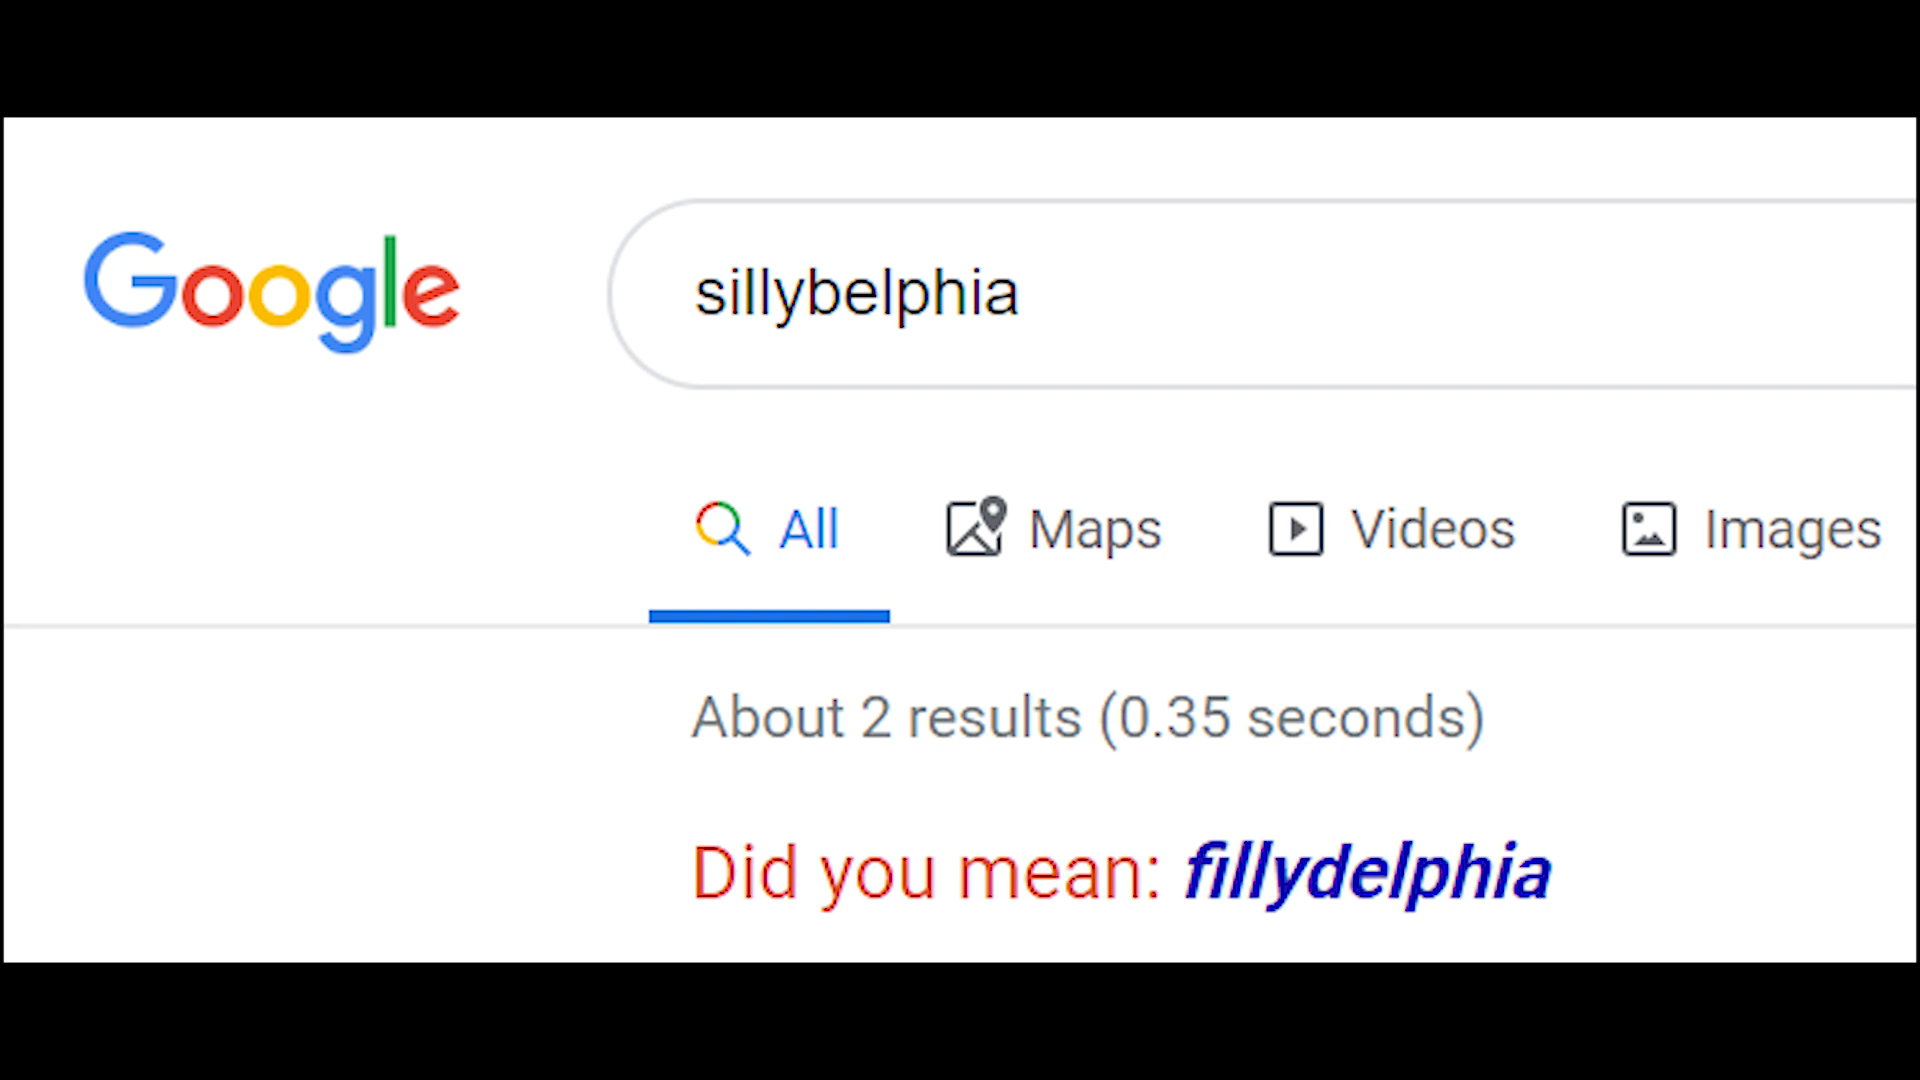 Google sillybelphia
All Maps Videos Images
About 2 results (0.35 seconds)
Did you mean: fillydelphia